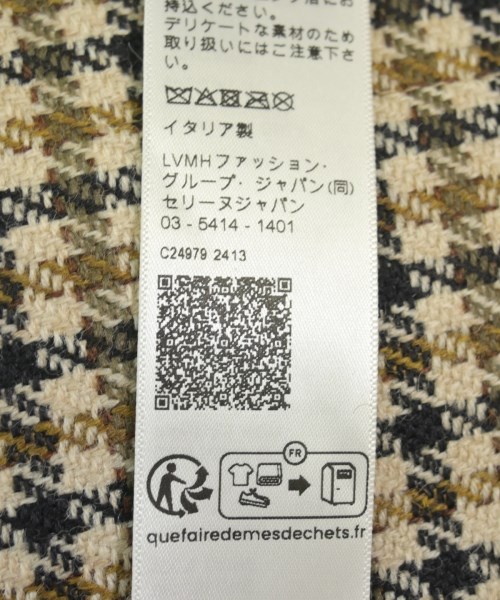 持込ください。
デリケートな素材のため
取り扱いにはご注意下さ
い。
イタリア製
LVMHファッション・
グループ・ジャパン(同)
セリーヌジャパン
03 - 5414 - 1401
C24979 2413
FR
quefairedemesdechets.fr